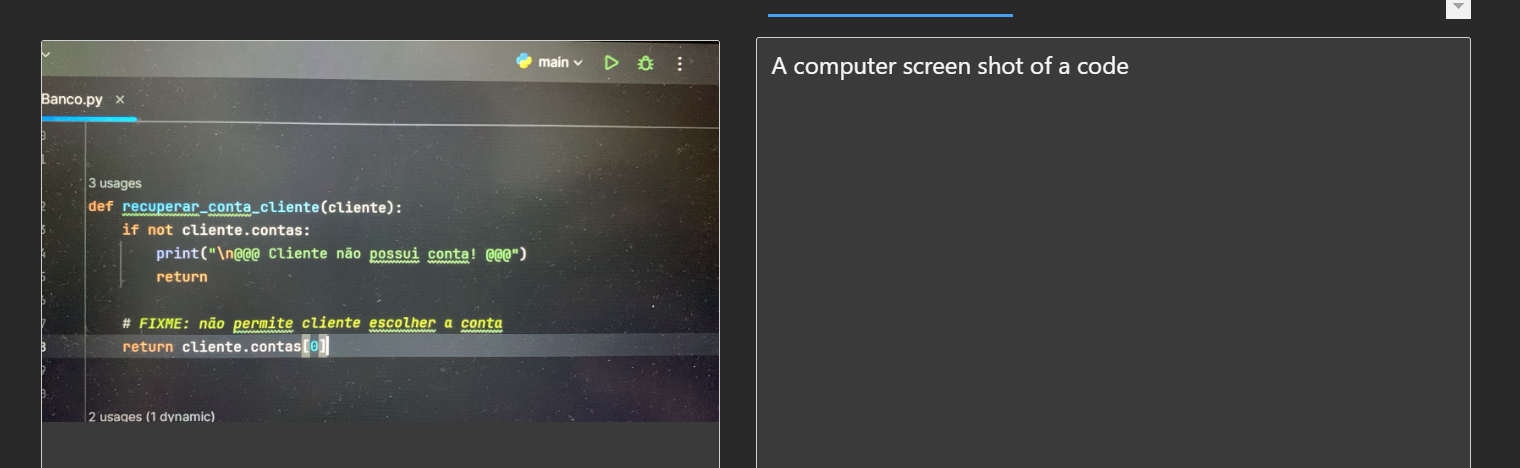 main
Banco.py
3 usages
def recuperar_conta_cliente(cliente):
if not cliente.contas:
print("\n@@@ Cliente não possui conta! @@@")
return
# FIXME: não permite cliente escolher a conta
return cliente.contas[0]
2 usages (1 dynamic)
A computer screen shot of a code